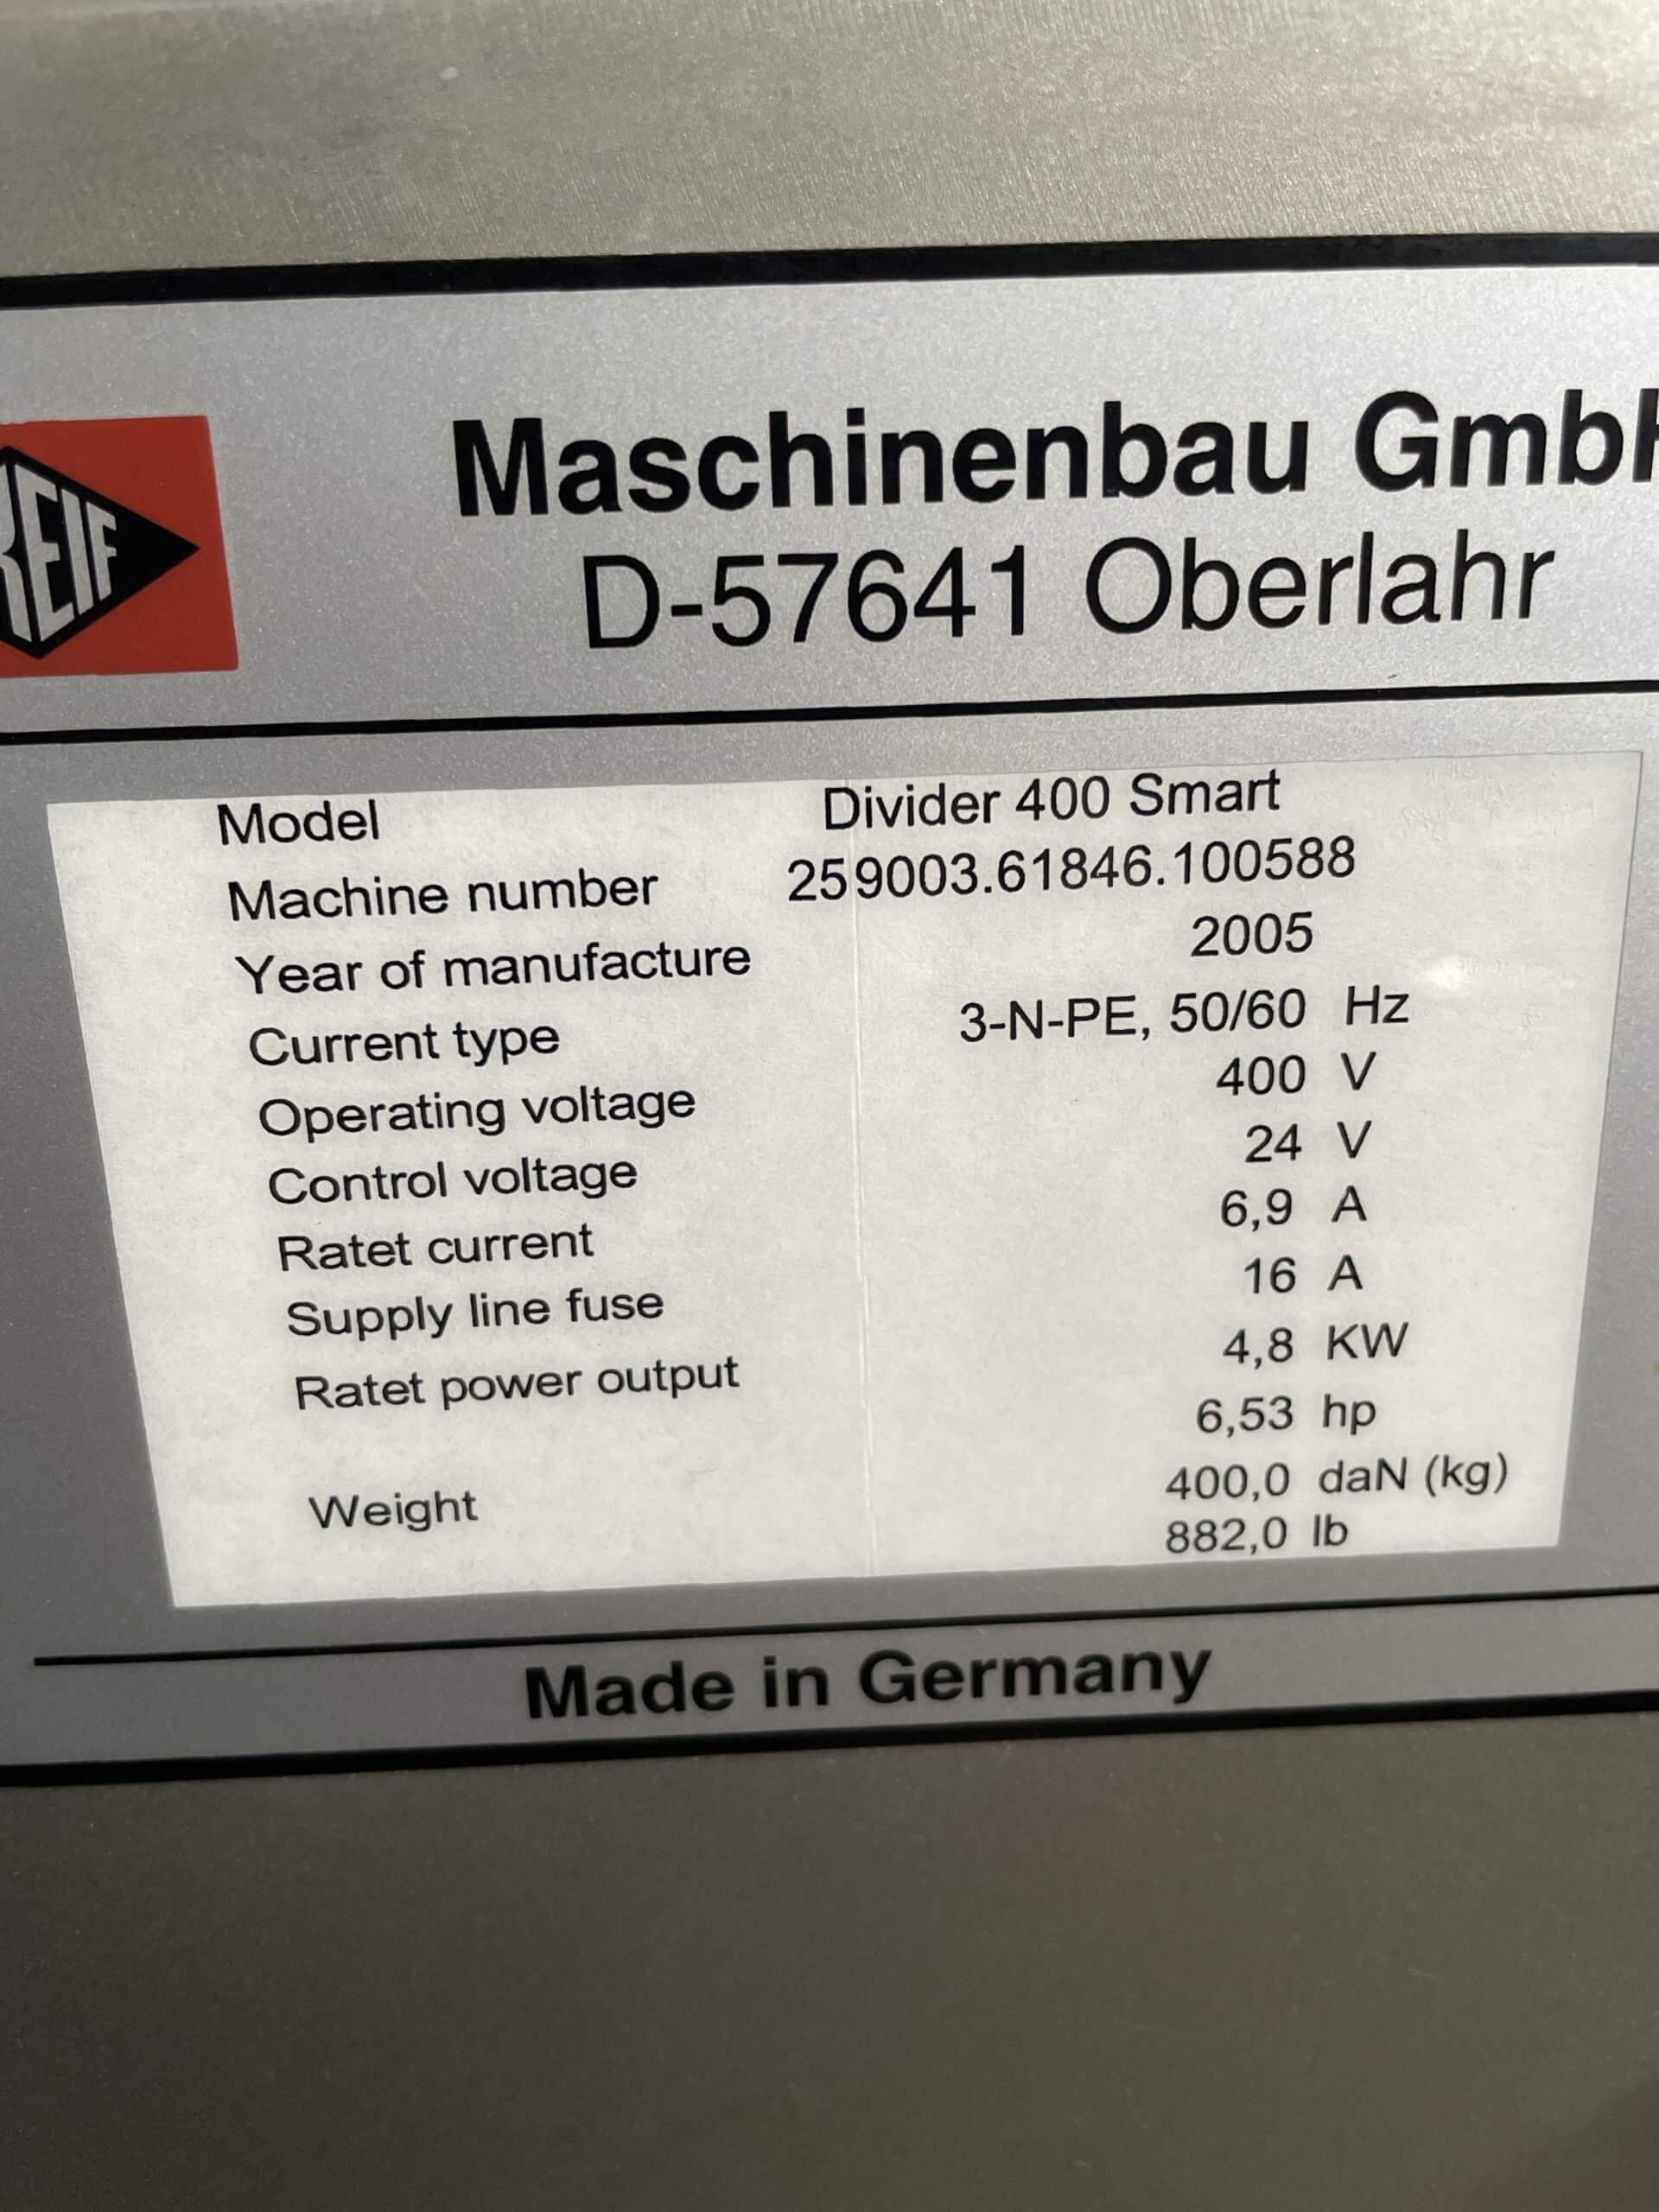 REIF
Maschinenbau GmbH
D-57641 Oberlahr
Model Divider 400 Smart
Machine number 259003.61846.100588
Year of manufacture 2005
Current type 3-N-PE, 50/60 Hz
Operating voltage 400 V
Control voltage 24 V
Ratet current 6,9 A
Supply line fuse 16 A
Ratet power output 4,8 KW
6,53 hp
Weight 400,0 daN (kg)
882,0 lb
Made in Germany